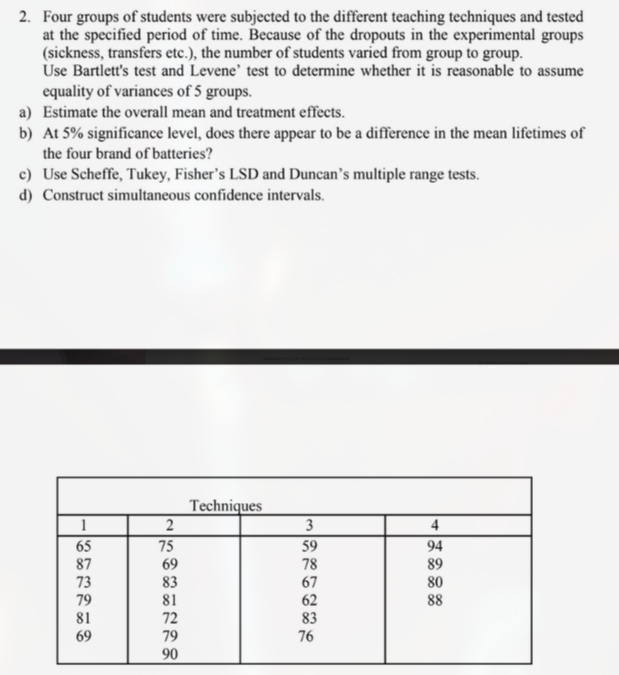 2. Four groups of students were subjected to the different teaching techniques and tested
at the specified period of time. Because of the dropouts in the experimental groups
(sickness, transfers etc.), the number of students varied from group to group.
Use Bartlett's test and Levene’ test to determine whether it is reasonable to assume
equality of variances of 5 groups.
a) Estimate the overall mean and treatment effects.
b) At 5% significance level, does there appear to be a difference in the mean lifetimes of
the four brand of batteries?
c) Use Scheffe, Tukey, Fisher’s LSD and Duncan’s multiple range tests.
d) Construct simultaneous confidence intervals.
Techniques
1 2 3 4
65 75 59 94
87 69 78 89
73 83 67 80
79 81 62 88
81 72 83
69 79 76
90